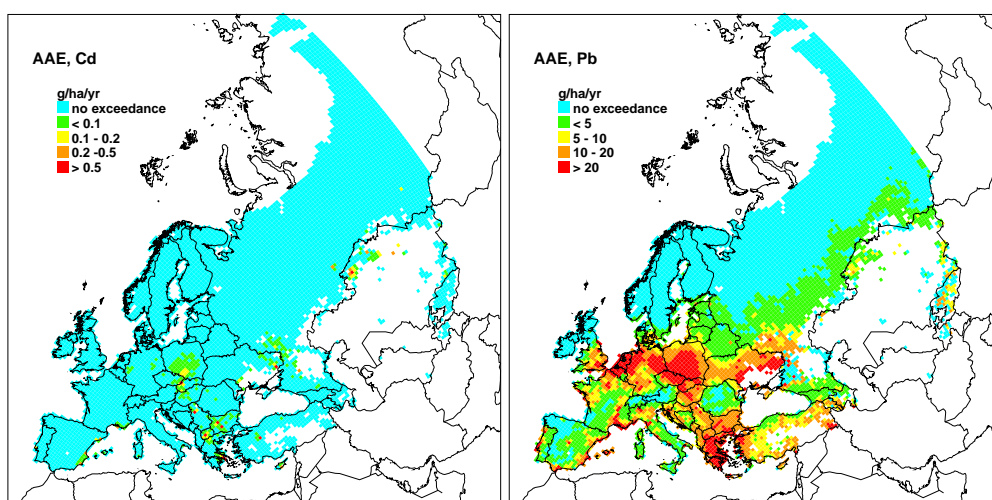 AAE, Cd
g/ha/yr
no exceedance
< 0.1
0.1 - 0.2
0.2 -0.5
> 0.5
AAE, Pb
g/ha/yr
no exceedance
< 5
5 - 10
10 - 20
> 20